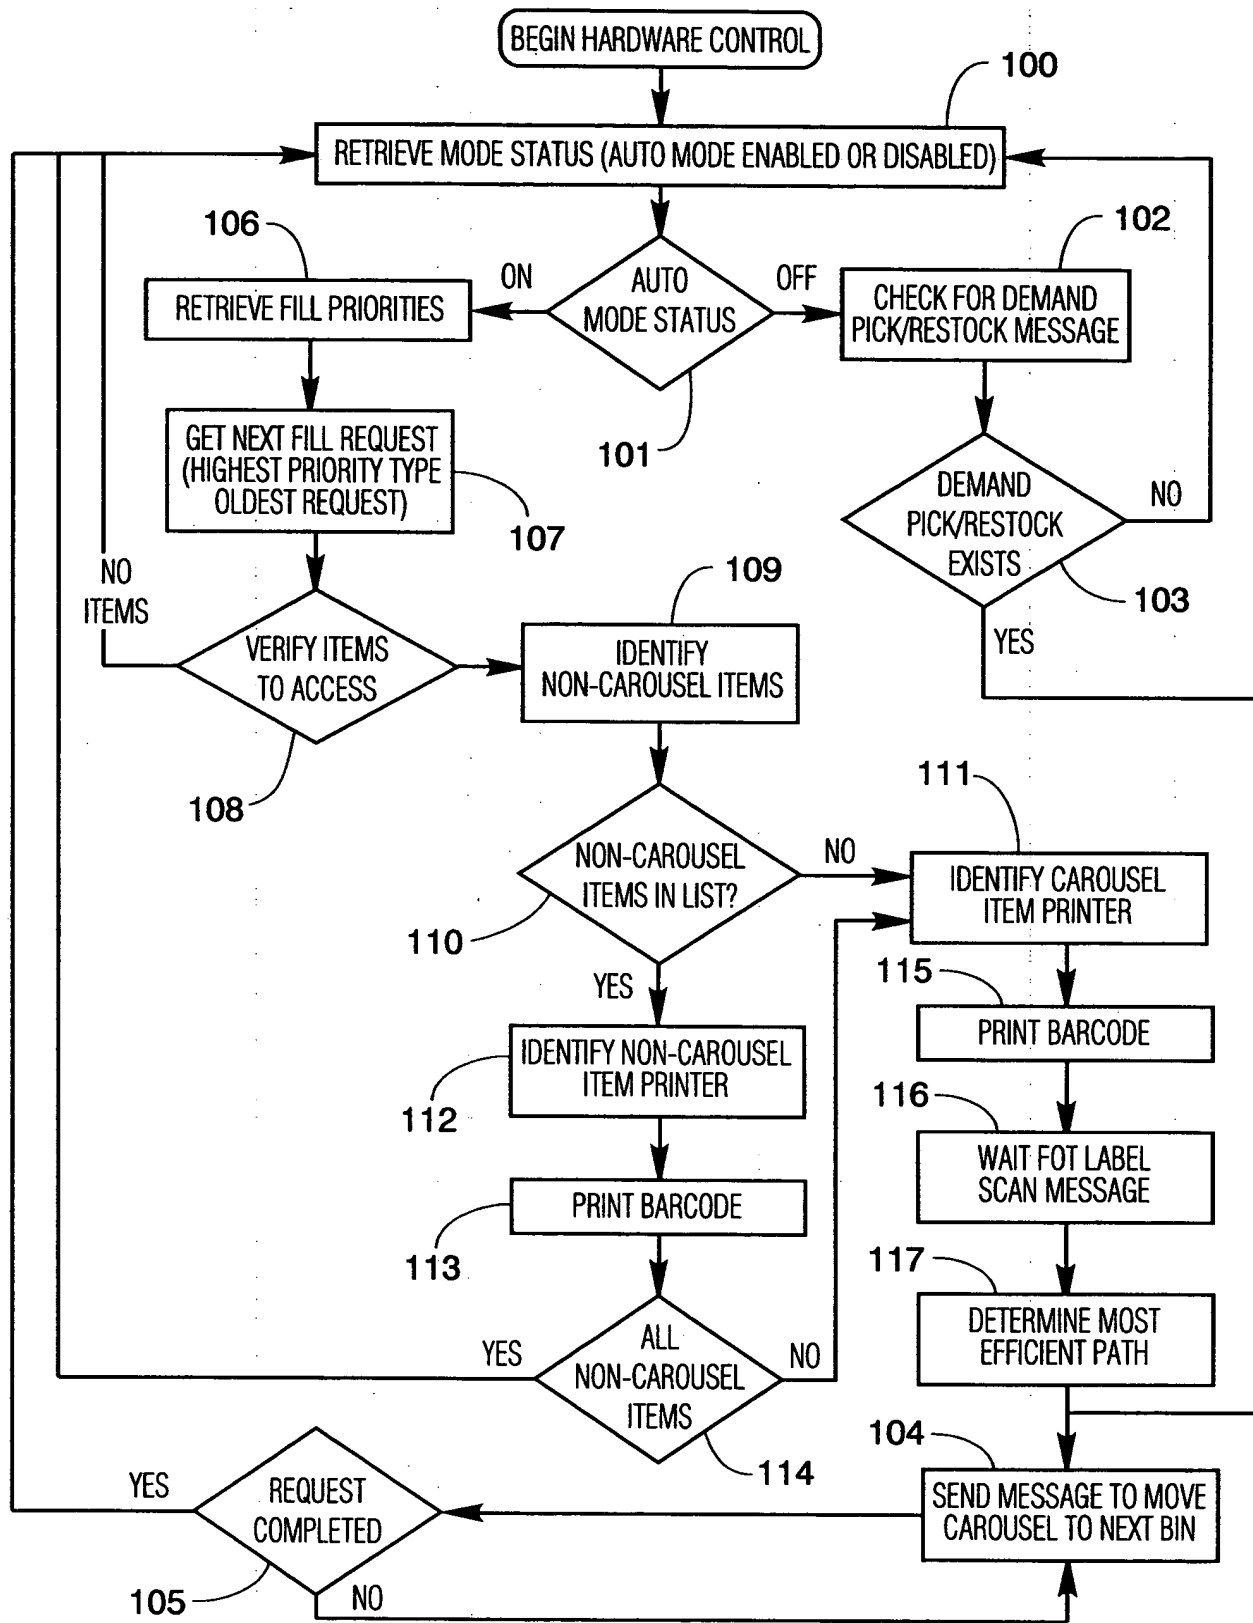 BEGIN HARDWARE CONTROL
100
RETRIEVE MODE STATUS (AUTO MODE ENABLED OR DISABLED)
106
102
ON
AUTO
MODE STATUS
OFF
RETRIEVE FILL PRIORITIES
CHECK FOR DEMAND
PICK/RESTOCK MESSAGE
101
GET NEXT FILL REQUEST
(HIGHEST PRIORITY TYPE
OLDEST REQUEST)
107
DEMAND
PICK/RESTOCK
EXISTS
NO
103
YES
NO
ITEMS
109
VERIFY ITEMS
TO ACCESS
IDENTIFY
NON-CAROUSEL ITEMS
108
111
NON-CAROUSEL
ITEMS IN LIST?
NO
110
IDENTIFY CAROUSEL
ITEM PRINTER
YES
115
PRINT BARCODE
IDENTIFY NON-CAROUSEL
ITEM PRINTER
112
116
WAIT FOT LABEL
SCAN MESSAGE
PRINT BARCODE
113
117
DETERMINE MOST
EFFICIENT PATH
YES
ALL
NON-CAROUSEL
ITEMS
NO
114
104
YES
REQUEST
COMPLETED
SEND MESSAGE TO MOVE
CAROUSEL TO NEXT BIN
105
NO